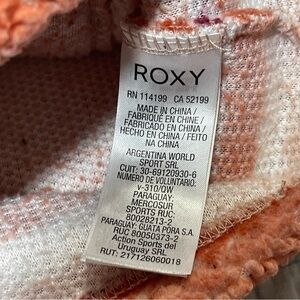 ROXY
RN 114199 CA 52199
MADE IN CHINA /
FABRIQUÉ EN CHINE /
FABRICADO EN CHINA /
HECHO EN CHINA / FEITO
NA CHINA
ARGENTINA WORLD
SPORT SRL
CUIT: 30-69120930-6
NUMERO DE VOLUNTARIO:
v-310/OW
PARAGUAY:
MERCOSUR
SPORTS RUC:
80028213-2
PARAGUAY: GUATA PORA S.A.
RUC 80050373-2
Action Sports del
Uruguay SRL
RUT: 217126060018